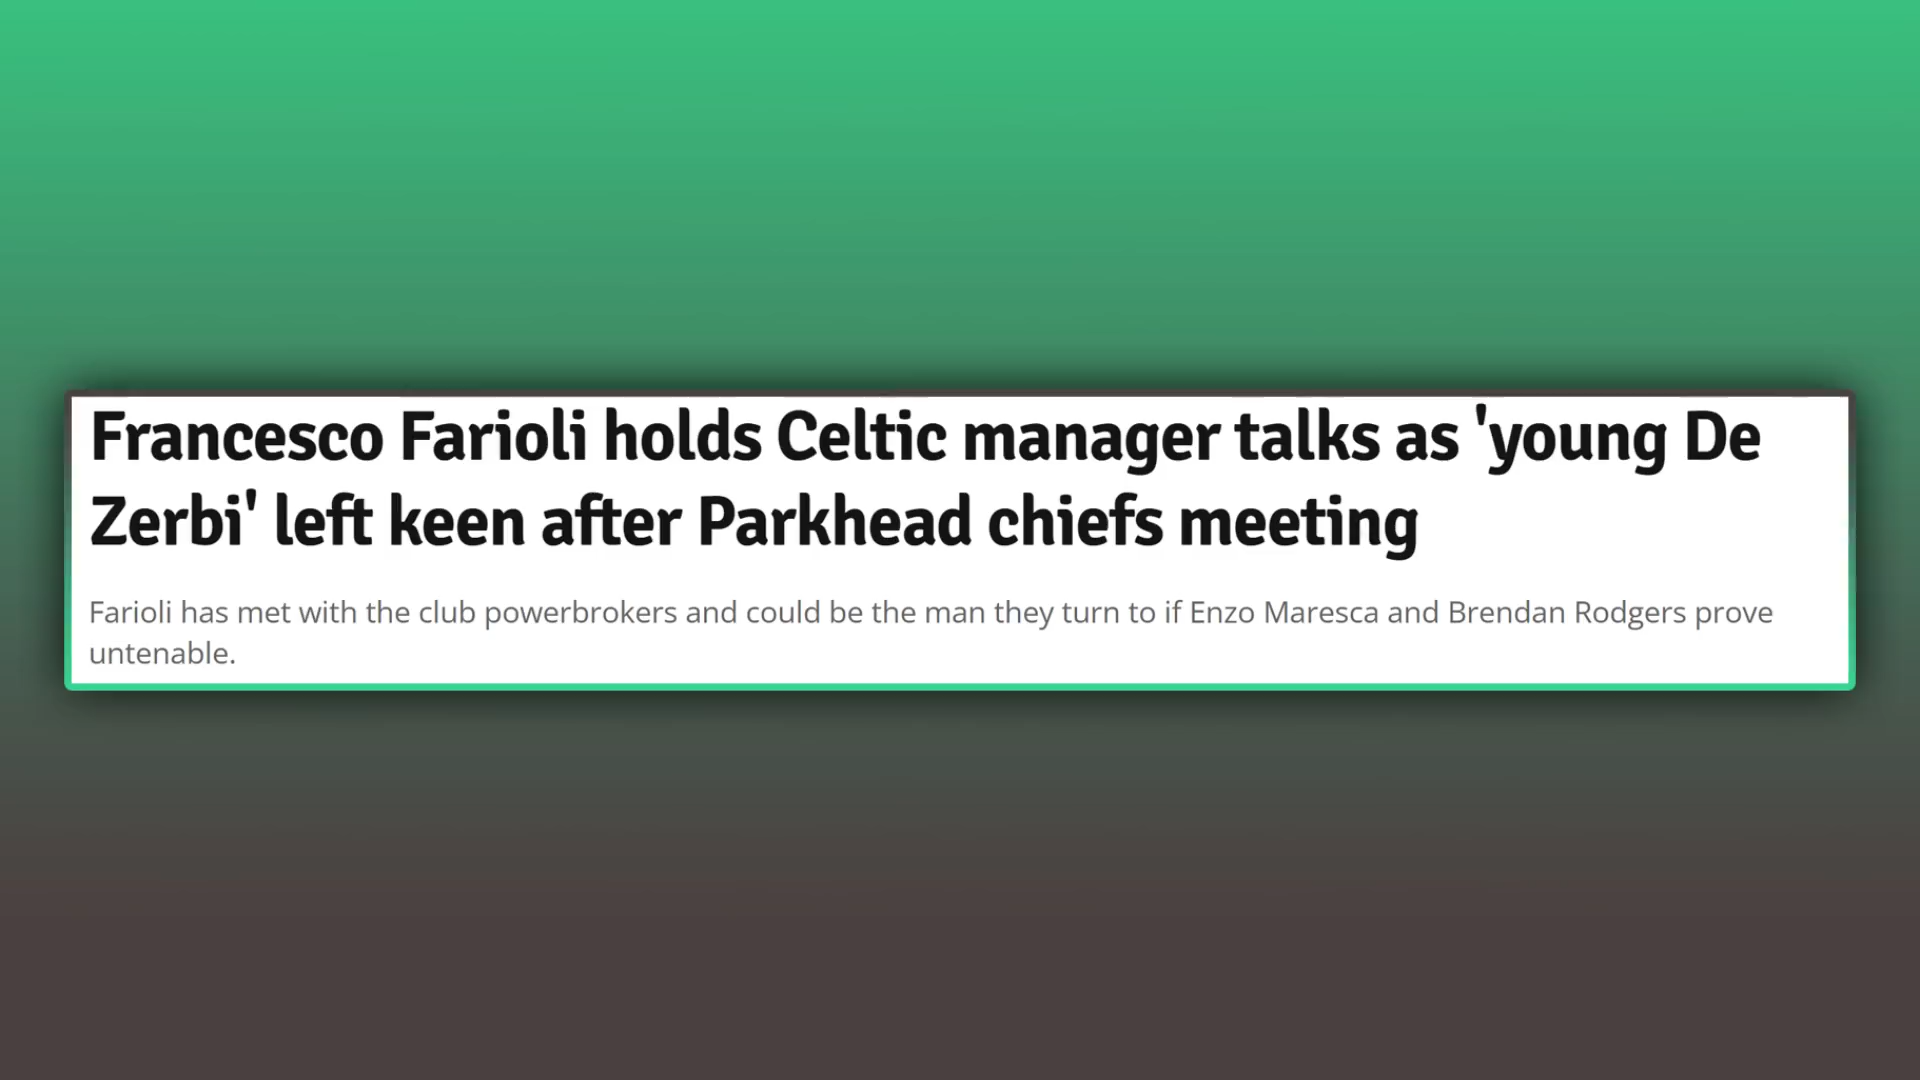 Francesco Farioli holds Celtic manager talks as 'young De
Zerbi' left keen after Parkhead chiefs meeting
Farioli has met with the club powerbrokers and could be the man they turn to if Enzo Maresca and Brendan Rodgers prove
untenable.